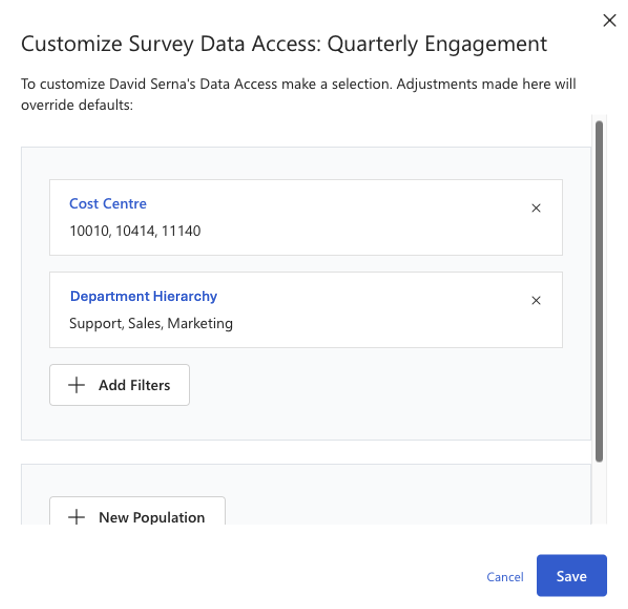 Customize Survey Data Access: Quarterly Engagement
To customize David Serna's Data Access make a selection. Adjustments made here will
override defaults:
Cost Centre
10010, 10414, 11140
Department Hierarchy
Support, Sales, Marketing
Add Filters
New Population
Cancel
Save